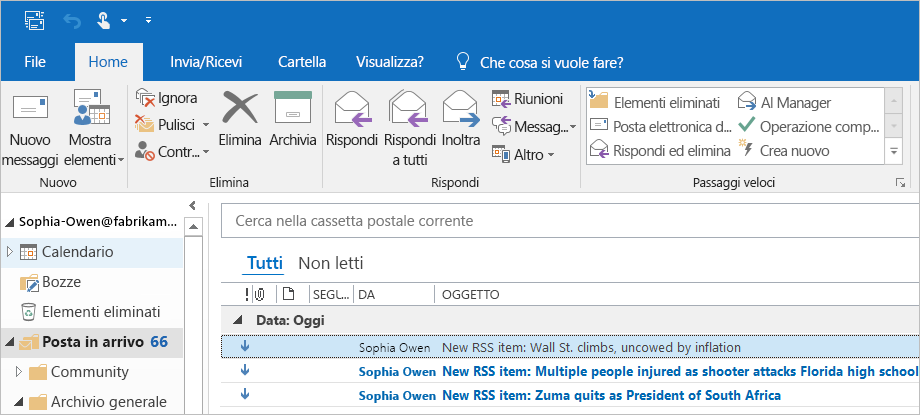 File Home Invia/Ricevi Cartella Visualizza? Che cosa si vuole fare?
Nuovo messaggi
Mostra elementi
Ignora
Pulisci
Contr...
Elimina
Archivia
Rispondi
Rispondi a tutti
Inoltra
Riunioni
Messag...
Altro
Elementi eliminati
Posta elettronica d...
Rispondi ed elimina
AI Manager
Operazione comp...
Crea nuovo
Nuovo Elimina Rispondi Passaggi veloci
Sophia-Owen@fabrikam...
Calendario
Bozze
Elementi eliminati
Posta in arrivo 66
Community
Archivio generale
Cerca nella cassetta postale corrente
Tutti Non letti
! SEGU... DA OGGETTO
Data: Oggi
Sophia Owen New RSS item: Wall St. climbs, uncowed by inflation
Sophia Owen New RSS item: Multiple people injured as shooter attacks Florida high school
Sophia Owen New RSS item: Zuma quits as President of South Africa